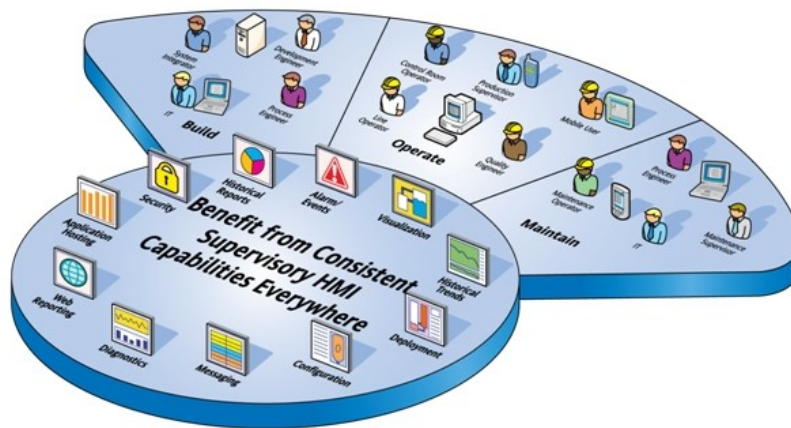 System
Integrator
Development
Engineer
IT
Process
Engineer
Build
Control Room
Operator
Production
Supervisor
Mobile User
Line
Operator
Quality
Engineer
Operate
Process
Engineer
Maintenance
Operator
IT
Maintenance
Supervisor
Maintain
Application
Hosting
Security
Historical
Reports
Alarm/
Events
Visualization
Historical
Trends
Deployment
Configuration
Messaging
Diagnostics
Web
Reporting
Benefit from Consistent
Supervisory HMI
Capabilities Everywhere